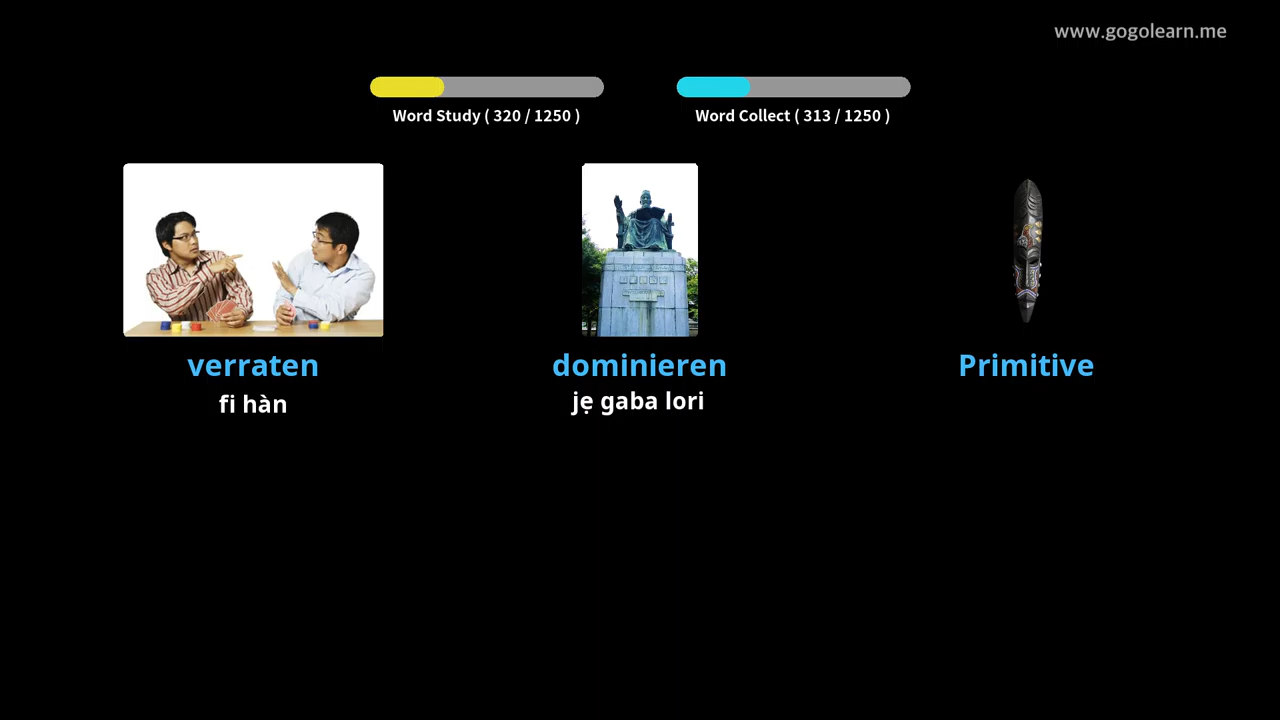 www.gogolearn.me
Word Study ( 320 / 1250 )
Word Collect ( 313 / 1250 )
verraten
dominieren
Primitive
fi hàn
jẹ gaba lori